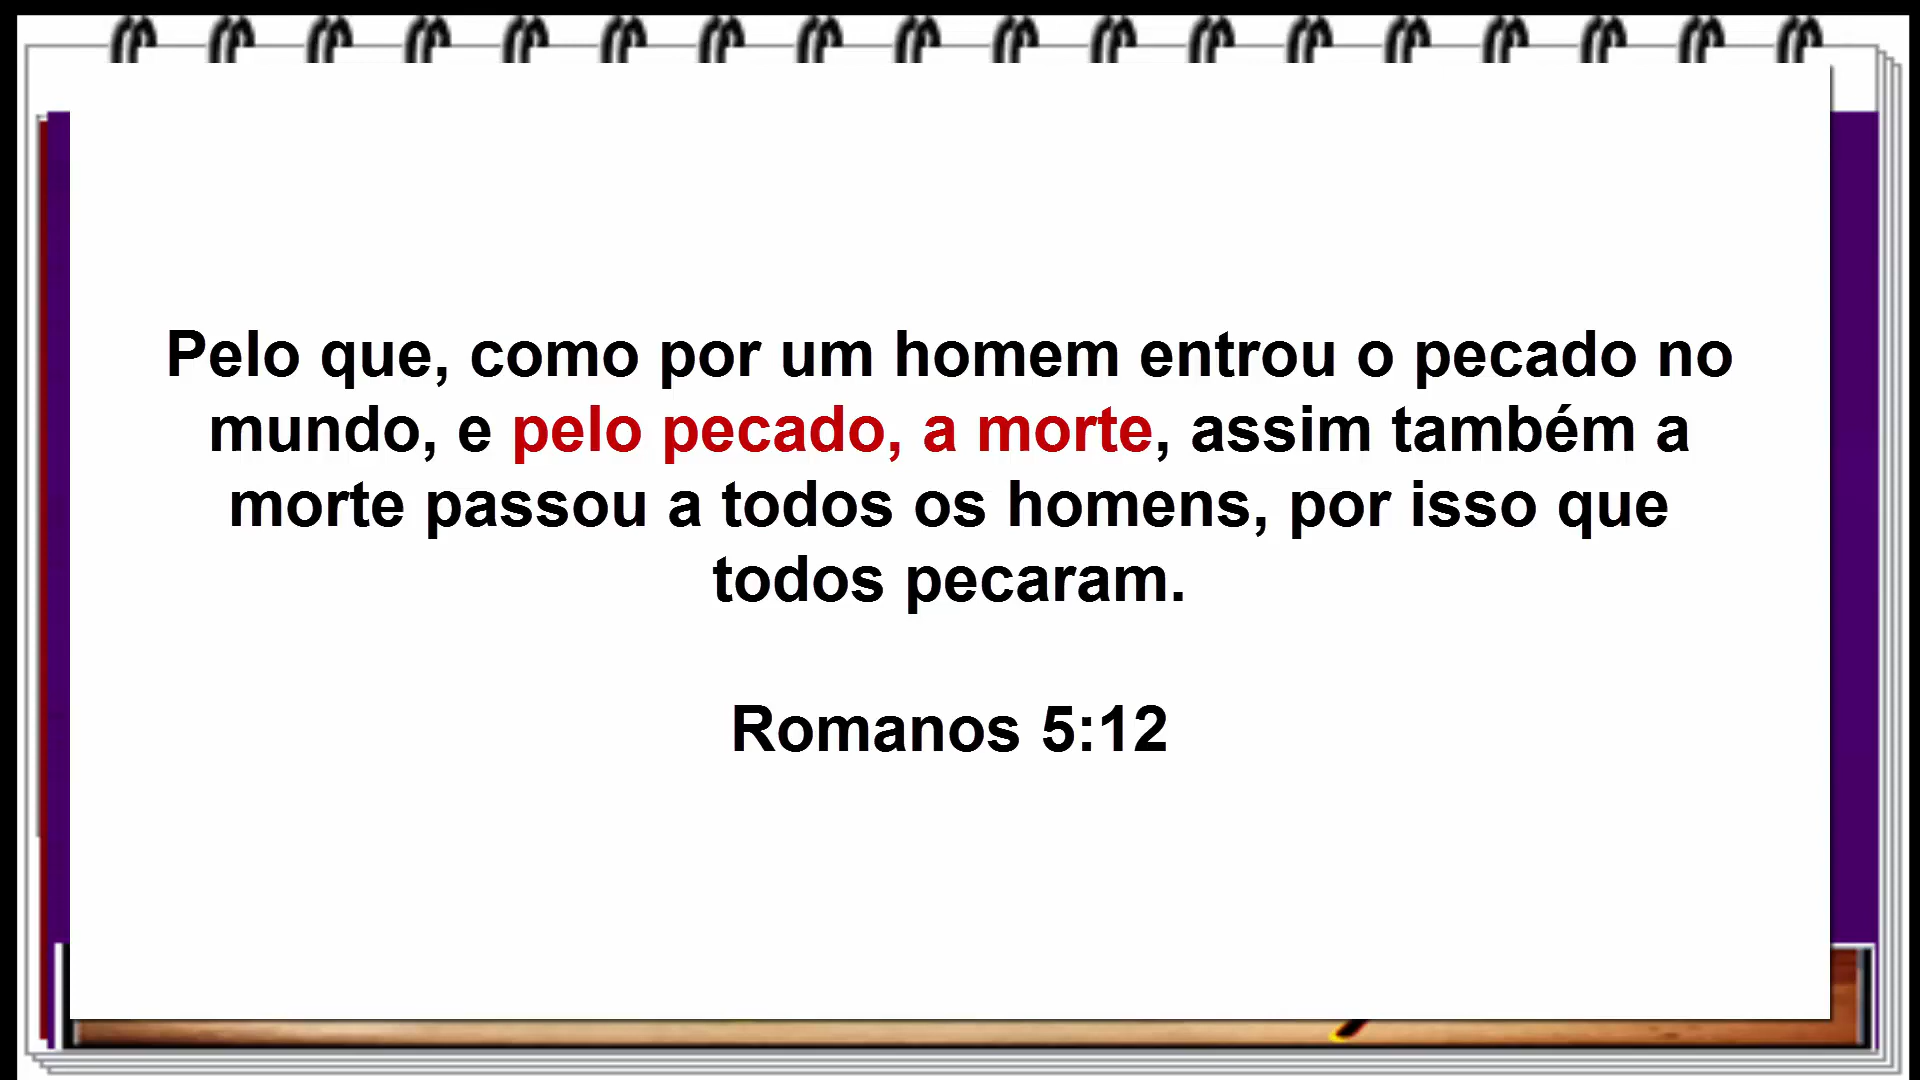 Pelo que, como por um homem entrou o pecado no
mundo, e pelo pecado, a morte, assim também a
morte passou a todos os homens, por isso que
todos pecaram.
Romanos 5:12